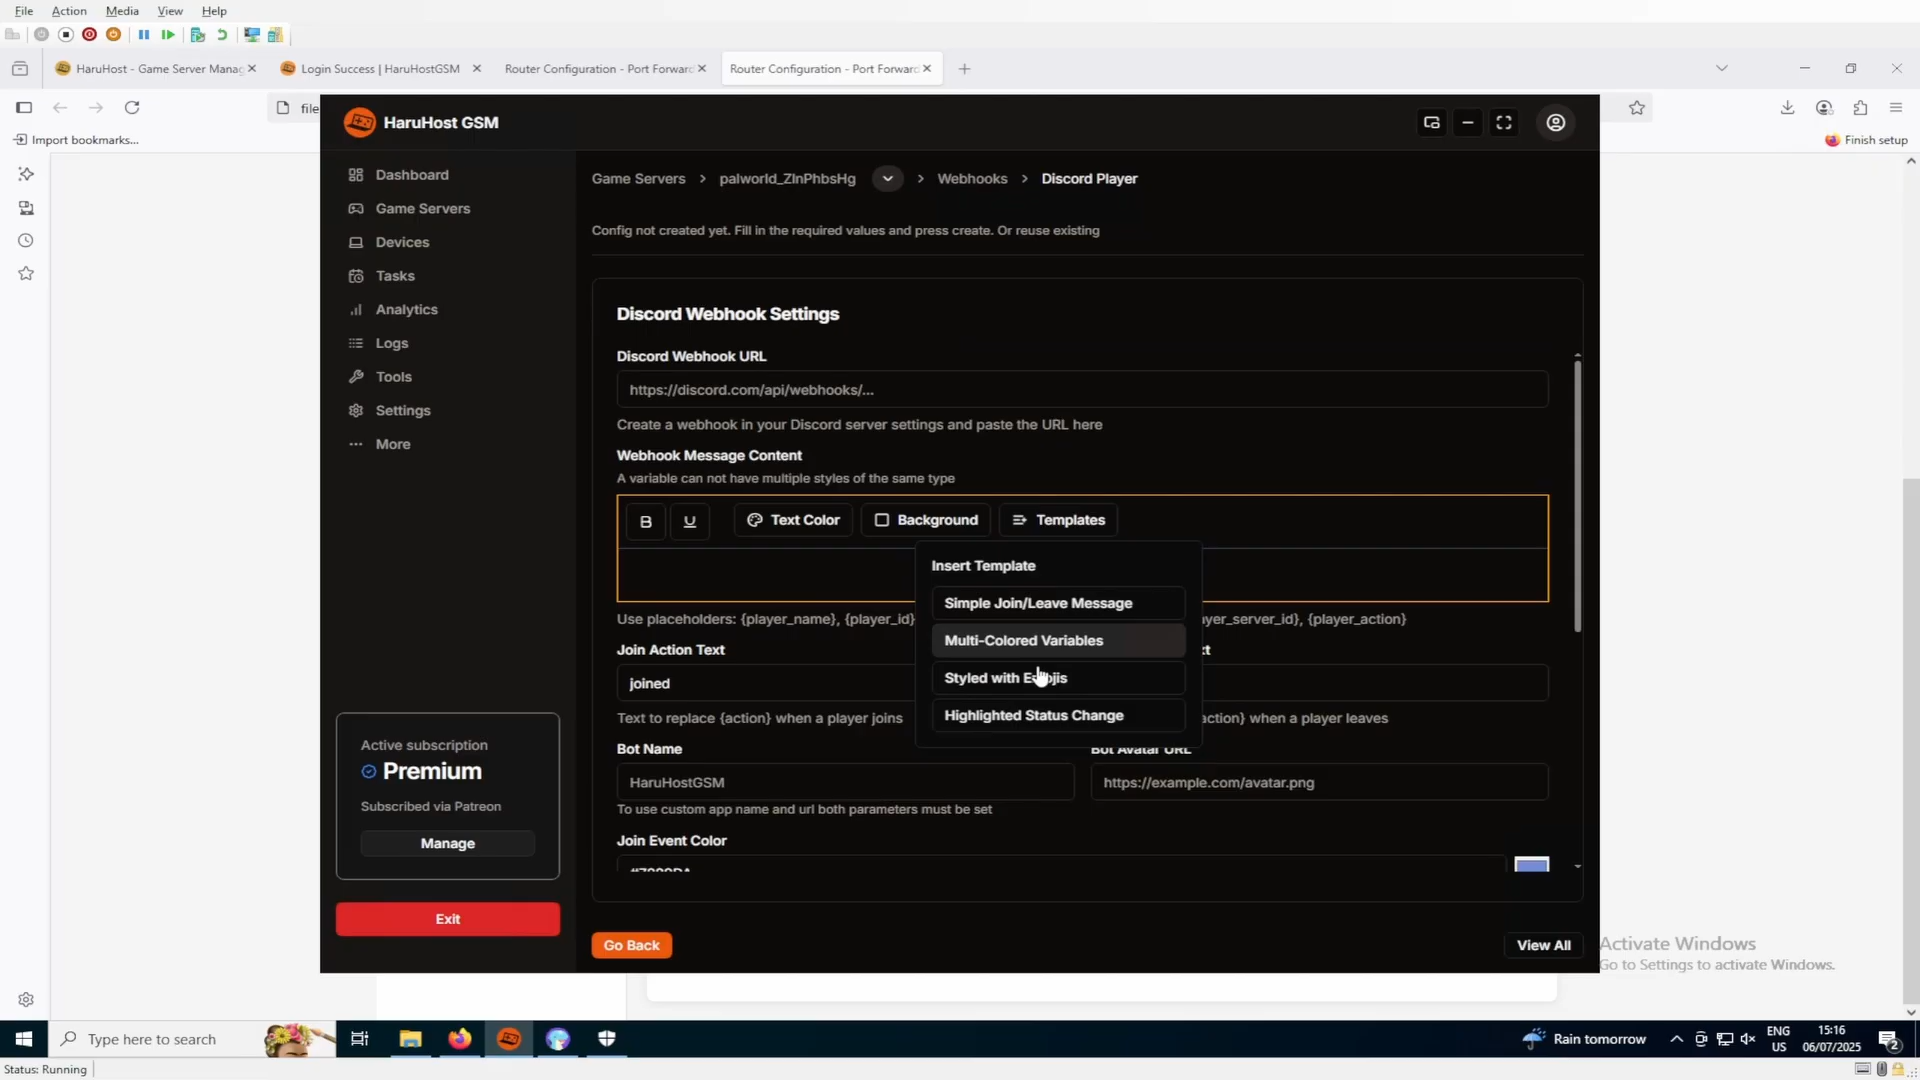 File Action Media View Help
HaruHost - Game Server Manag
Login Success | HaruHostGSM
Router Configuration - Port Forward
Router Configuration - Port Forward
file
Import bookmarks...
Finish setup
HaruHost GSM
Dashboard
Game Servers
Devices
Tasks
Analytics
Logs
Tools
Settings
More
Active subscription
Premium
Subscribed via Patreon
Manage
Exit
Game Servers > palworld_ZInPhbsHg > Webhooks > Discord Player
Config not created yet. Fill in the required values and press create. Or reuse existing
Discord Webhook Settings
Discord Webhook URL
https://discord.com/api/webhooks/...
Create a webhook in your Discord server settings and paste the URL here
Webhook Message Content
A variable can not have multiple styles of the same type
B U Text Color Background Templates
Insert Template
Simple Join/Leave Message
Multi-Colored Variables
Styled with Emojis
Highlighted Status Change
Use placeholders: {player_name}, {player_id} yer_server_id}, {player_action}
Join Action Text
joined
Text to replace {action} when a player joins
ction} when a player leaves
Bot Name
HaruHostGSM
Bot Avatar URL
https://example.com/avatar.png
To use custom app name and url both parameters must be set
Join Event Color
Go Back
View All
Activate Windows
Go to Settings to activate Windows.
Type here to search
Rain tomorrow
ENG
US
15:16
06/07/2025
2
Status: Running